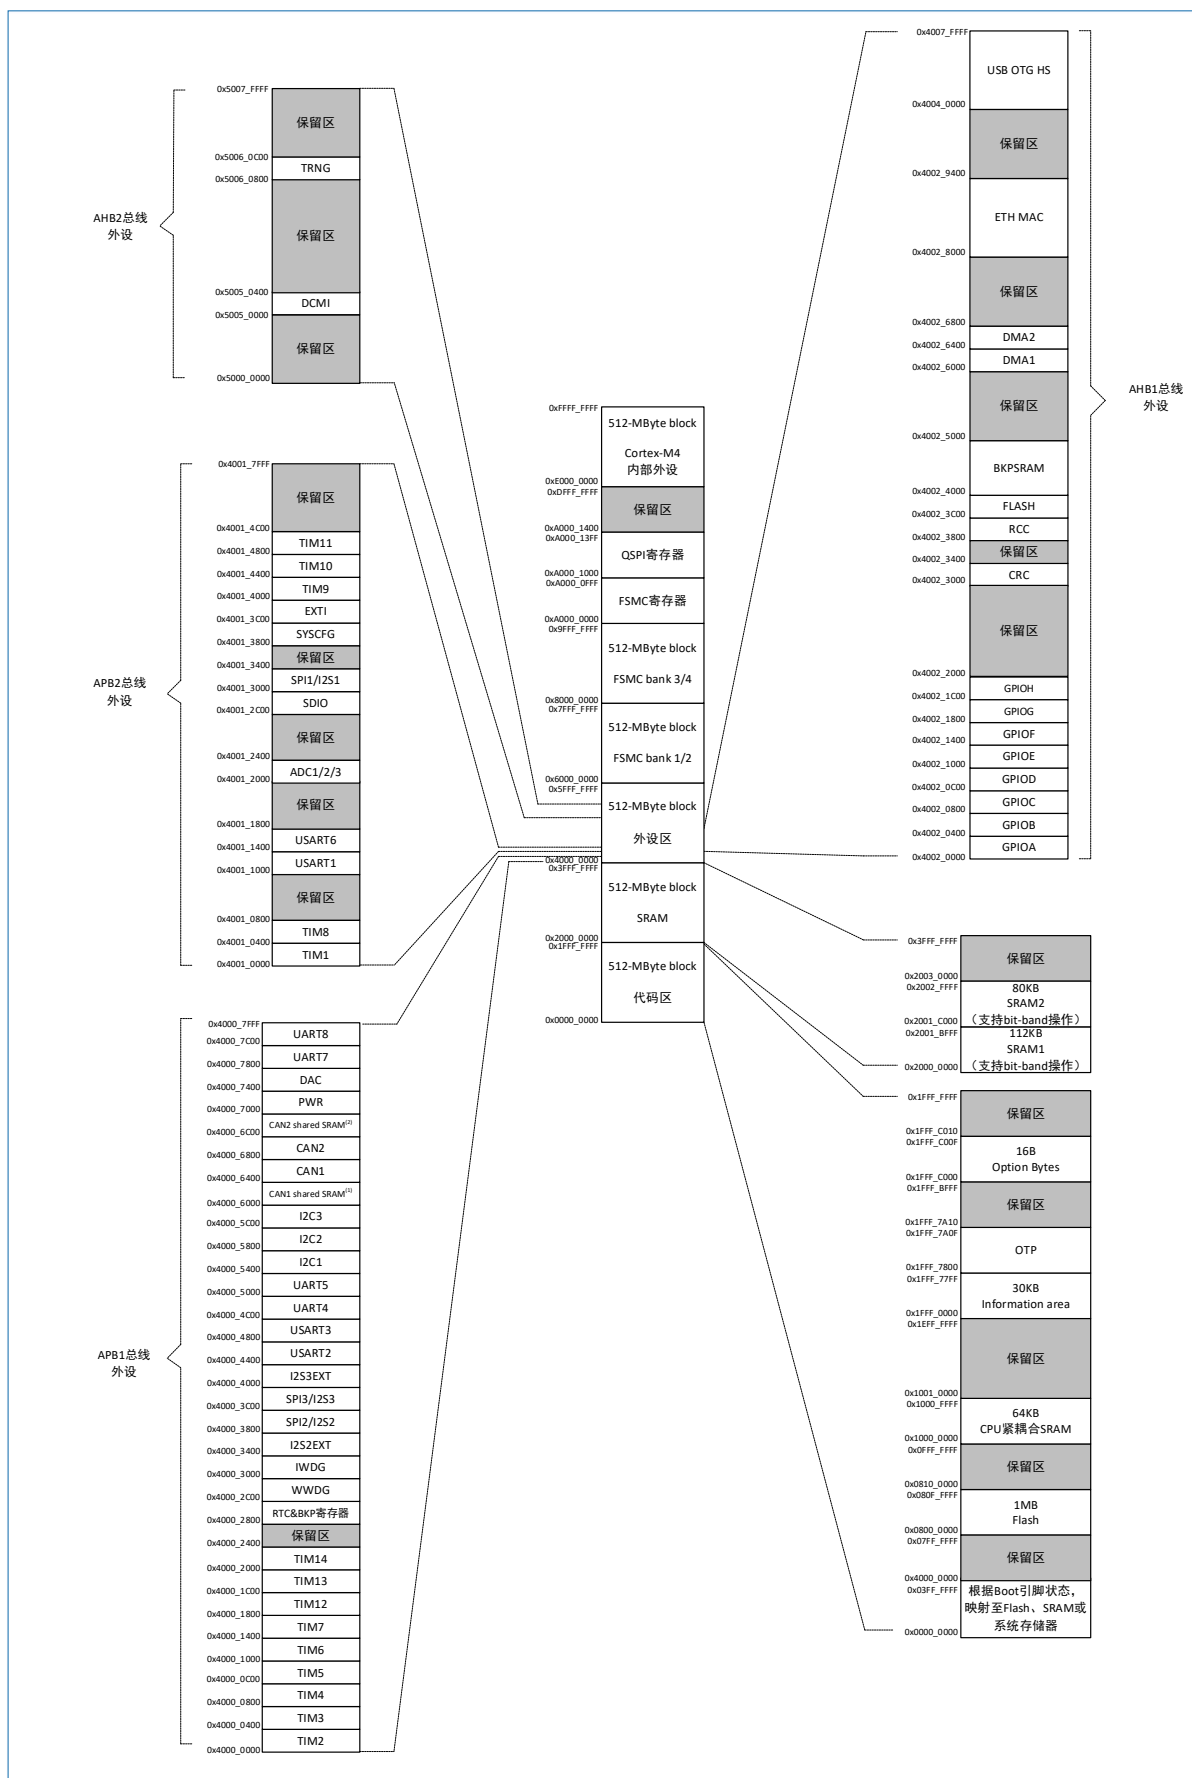 0x5007_FFFF
保留区
0x5006_0C00
TRNG
0x5006_0800
保留区
0x5005_0400
DCMI
0x5005_0000
保留区
0x5000_0000
AHB2总线
外设
0x4001_7FFF
保留区
0x4001_4C00
TIM11
0x4001_4800
TIM10
0x4001_4400
TIM9
0x4001_4000
EXTI
0x4001_3C00
SYSCFG
0x4001_3800
保留区
0x4001_3400
SPI1/I2S1
0x4001_3000
SDIO
0x4001_2C00
保留区
0x4001_2400
ADC1/2/3
0x4001_2000
保留区
0x4001_1800
USART6
0x4001_1400
USART1
0x4001_1000
保留区
0x4001_0800
TIM8
0x4001_0400
TIM1
0x4001_0000
APB2总线
外设
0x4000_7FFF
UART8
0x4000_7C00
UART7
0x4000_7800
DAC
0x4000_7400
PWR
0x4000_7000
CAN2 shared SRAM(2)
0x4000_6C00
CAN2
0x4000_6800
CAN1
0x4000_6400
CAN1 shared SRAM(1)
0x4000_6000
I2C3
0x4000_5C00
I2C2
0x4000_5800
I2C1
0x4000_5400
UART5
0x4000_5000
UART4
0x4000_4C00
USART3
0x4000_4800
USART2
0x4000_4400
I2S3EXT
0x4000_4000
SPI3/I2S3
0x4000_3C00
SPI2/I2S2
0x4000_3800
I2S2EXT
0x4000_3400
IWDG
0x4000_3000
WWDG
0x4000_2C00
RTC&BKP寄存器
0x4000_2800
保留区
0x4000_2400
TIM14
0x4000_2000
TIM13
0x4000_1C00
TIM12
0x4000_1800
TIM7
0x4000_1400
TIM6
0x4000_1000
TIM5
0x4000_0C00
TIM4
0x4000_0800
TIM3
0x4000_0400
TIM2
0x4000_0000
APB1总线
外设
0xFFFF_FFFF
512-MByte block
Cortex-M4
内部外设
0xE000_0000
0xDFFF_FFFF
保留区
0xA000_1400
0xA000_13FF
QSPI寄存器
0xA000_1000
0xA000_0FFF
FSMC寄存器
0xA000_0000
0x9FFF_FFFF
512-MByte block
FSMC bank 3/4
0x8000_0000
0x7FFF_FFFF
512-MByte block
FSMC bank 1/2
0x6000_0000
0x5FFF_FFFF
512-MByte block
外设区
0x4000_0000
0x3FFF_FFFF
512-MByte block
SRAM
0x2000_0000
0x1FFF_FFFF
512-MByte block
代码区
0x0000_0000
0x4007_FFFF
USB OTG HS
0x4004_0000
保留区
0x4002_9400
ETH MAC
0x4002_8000
保留区
0x4002_6800
DMA2
0x4002_6400
DMA1
0x4002_6000
保留区
0x4002_5000
BKPSRAM
0x4002_4000
FLASH
0x4002_3C00
RCC
0x4002_3800
保留区
0x4002_3400
CRC
0x4002_3000
保留区
0x4002_2000
GPIOH
0x4002_1C00
GPIOG
0x4002_1800
GPIOF
0x4002_1400
GPIOE
0x4002_1000
GPIOD
0x4002_0C00
GPIOC
0x4002_0800
GPIOB
0x4002_0400
GPIOA
0x4002_0000
AHB1总线
外设
0x3FFF_FFFF
保留区
0x2003_0000
0x2002_FFFF
80KB
SRAM2
（支持bit-band操作）
0x2001_C000
0x2001_BFFF
112KB
SRAM1
（支持bit-band操作）
0x2000_0000
0x1FFF_FFFF
保留区
0x1FFF_C010
0x1FFF_C00F
16B
Option Bytes
0x1FFF_C000
0x1FFF_BFFF
保留区
0x1FFF_7A10
0x1FFF_7A0F
OTP
0x1FFF_7800
0x1FFF_77FF
30KB
Information area
0x1FFF_0000
0x1EFF_FFFF
保留区
0x1001_0000
0x1000_FFFF
64KB
CPU紧耦合SRAM
0x1000_0000
0x0FFF_FFFF
保留区
0x0810_0000
0x080F_FFFF
1MB
Flash
0x0800_0000
0x07FF_FFFF
保留区
0x4000_0000
0x03FF_FFFF
根据Boot引脚状态，
映射至Flash、SRAM或
系统存储器
0x0000_0000